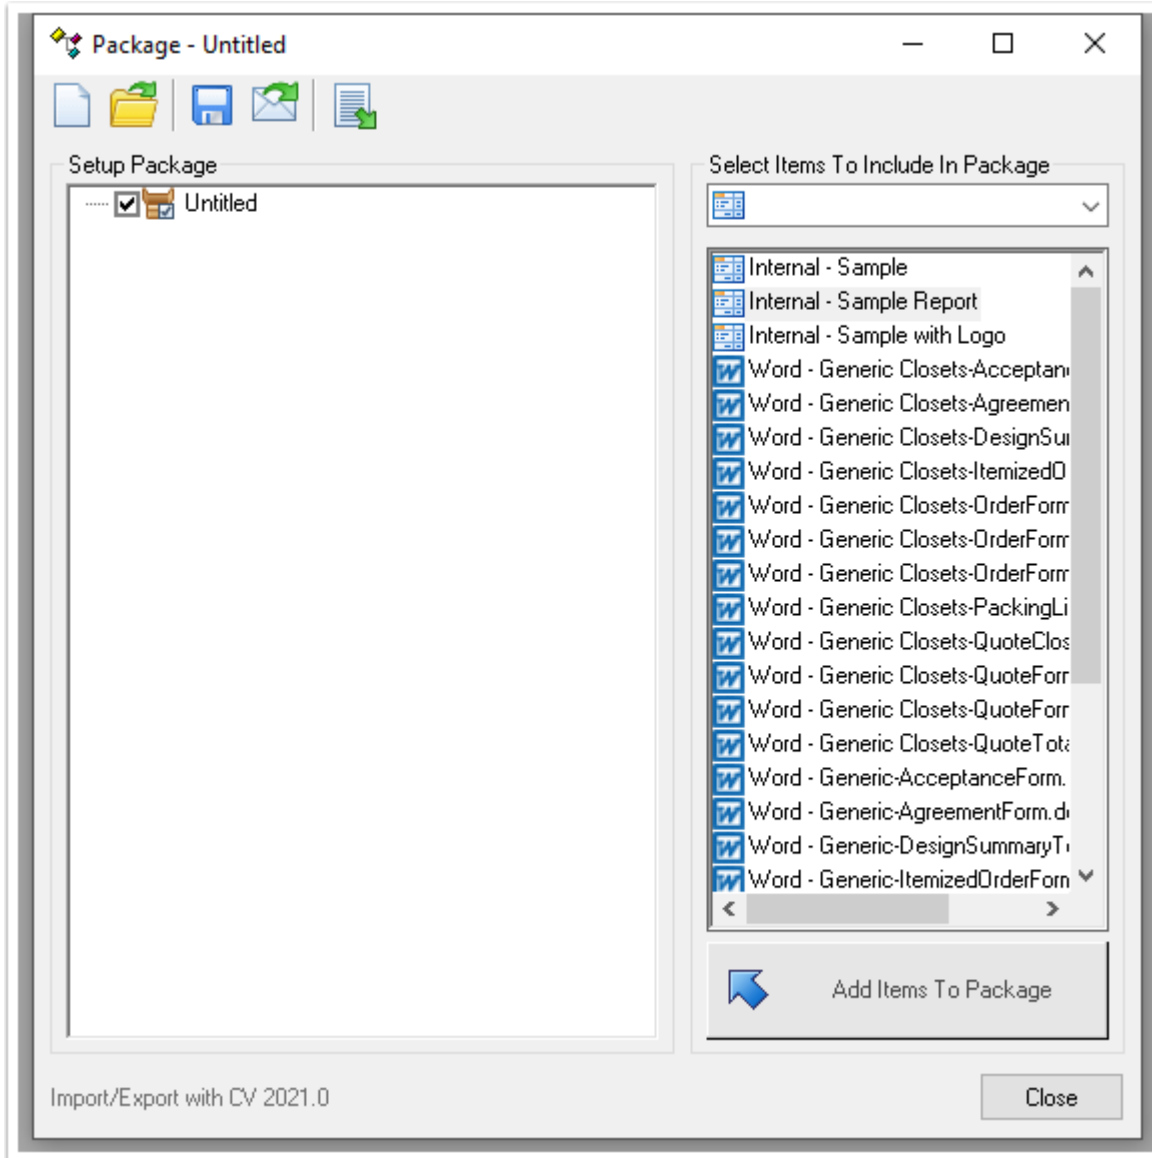 Package - Untitled
Setup Package
Untitled
Select Items To Include In Package
Internal - Sample
Internal - Sample Report
Internal - Sample with Logo
Word - Generic Closets-Acceptan
Word - Generic Closets-Agreemen
Word - Generic Closets-DesignSu
Word - Generic Closets-ItemizedO
Word - Generic Closets-OrderForm
Word - Generic Closets-OrderForm
Word - Generic Closets-OrderForm
Word - Generic Closets-PackingLi
Word - Generic Closets-QuoteClos
Word - Generic Closets-QuoteForr
Word - Generic Closets-QuoteForr
Word - Generic Closets-QuoteTota
Word - Generic-AcceptanceForm.
Word - Generic-AgreementForm.d
Word - Generic-DesignSummaryT
Word - Generic-ItemizedOrderForn
Add Items To Package
Import/Export with CV 2021.0
Close